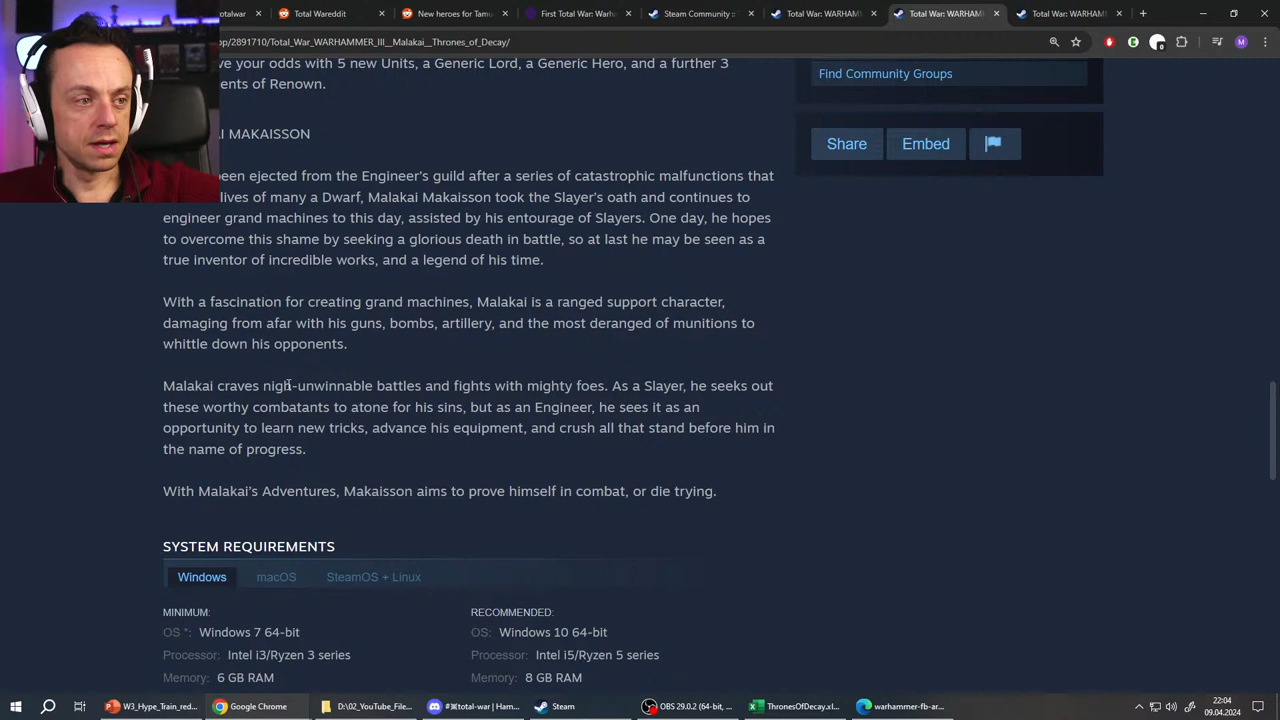 otalwar
Total Wareddit
New heroes for Tamu
First Total War: Warha
Steam Community ::
Total War: WARHAMM
Total War: WARHAMM
Total War: WARHAMM
pp/2891710/Total_War_WARHAMMER_III__Malakai__Thrones_of_Decay/
ve your odds with 5 new Units, a Generic Lord, a Generic Hero, and a further 3
ents of Renown.
Find Community Groups
Share
Embed
AI MAKAISSON
been ejected from the Engineer's guild after a series of catastrophic malfunctions that
lives of many a Dwarf, Malakai Makaisson took the Slayer's oath and continues to
engineer grand machines to this day, assisted by his entourage of Slayers. One day, he hopes
to overcome this shame by seeking a glorious death in battle, so at last he may be seen as a
true inventor of incredible works, and a legend of his time.
With a fascination for creating grand machines, Malakai is a ranged support character,
damaging from afar with his guns, bombs, artillery, and the most deranged of munitions to
whittle down his opponents.
Malakai craves nigh-unwinnable battles and fights with mighty foes. As a Slayer, he seeks out
these worthy combatants to atone for his sins, but as an Engineer, he sees it as an
opportunity to learn new tricks, advance his equipment, and crush all that stand before him in
the name of progress.
With Malakai's Adventures, Makaisson aims to prove himself in combat, or die trying.
SYSTEM REQUIREMENTS
Windows
macOS
SteamOS + Linux
MINIMUM:
OS *: Windows 7 64-bit
Processor: Intel i3/Ryzen 3 series
Memory: 6 GB RAM
RECOMMENDED:
OS: Windows 10 64-bit
Processor: Intel i5/Ryzen 5 series
Memory: 8 GB RAM
W3_Hype_Train_red...
Google Chrome
D:\02_YouTube_File...
#total-war | Ham...
Steam
OBS 29.0.2 (64-bit, ...
ThronesOfDecay.xl...
warhammer-fb-ar...
22:04
09.04.2024